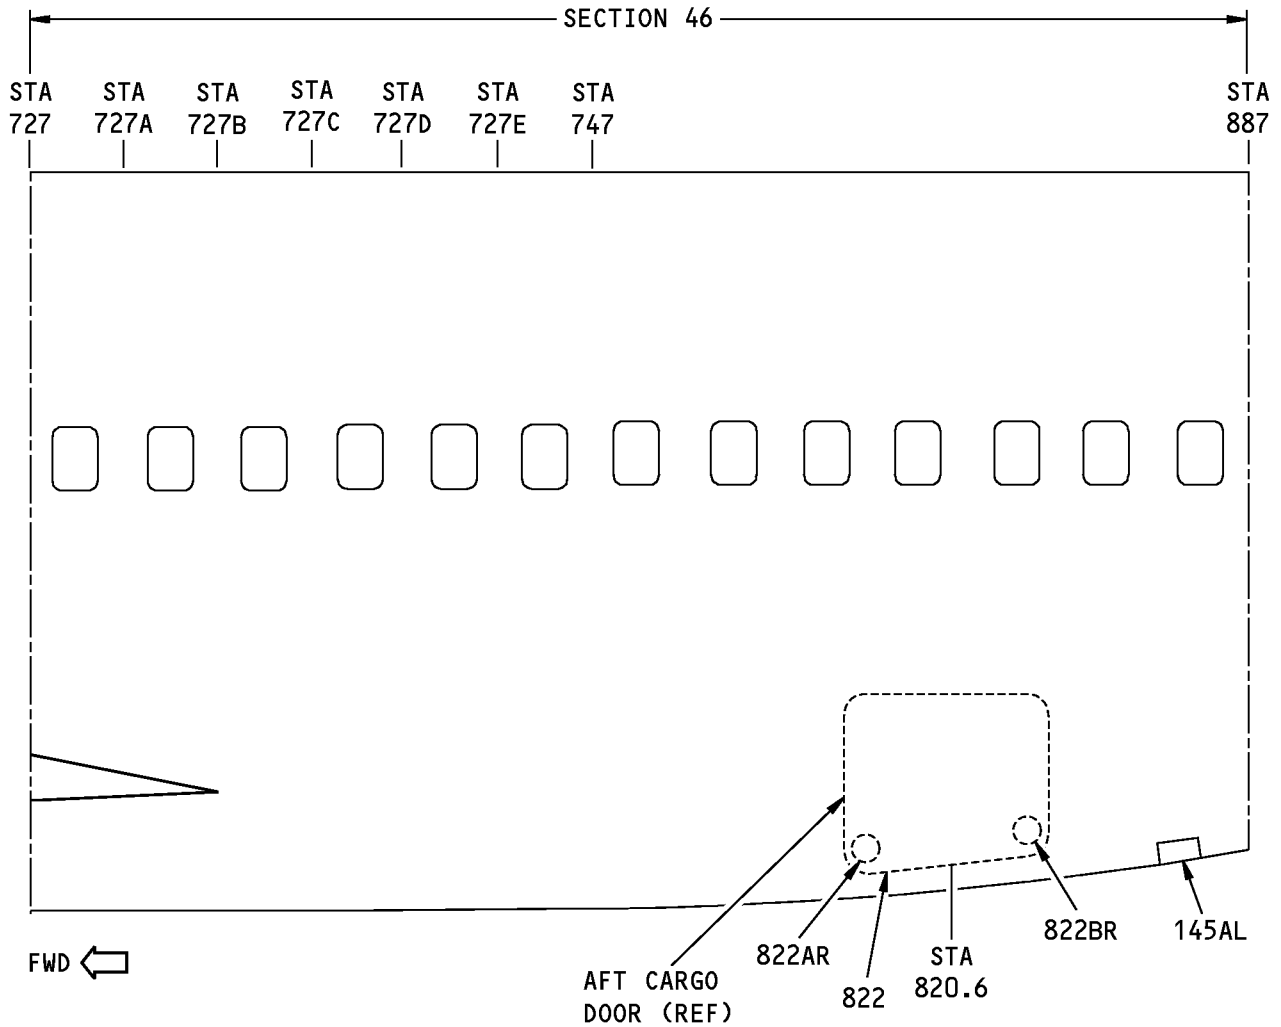 SECTION 46
STA 727
STA 727A
STA 727B
STA 727C
STA 727D
STA 727E
STA 747
STA 887
FWD
AFT CARGO
DOOR (REF)
822AR
822
STA
820.6
822BR
145AL